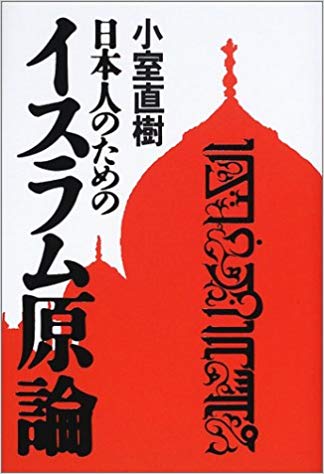 小室直樹
日本人のための
イスラム原論